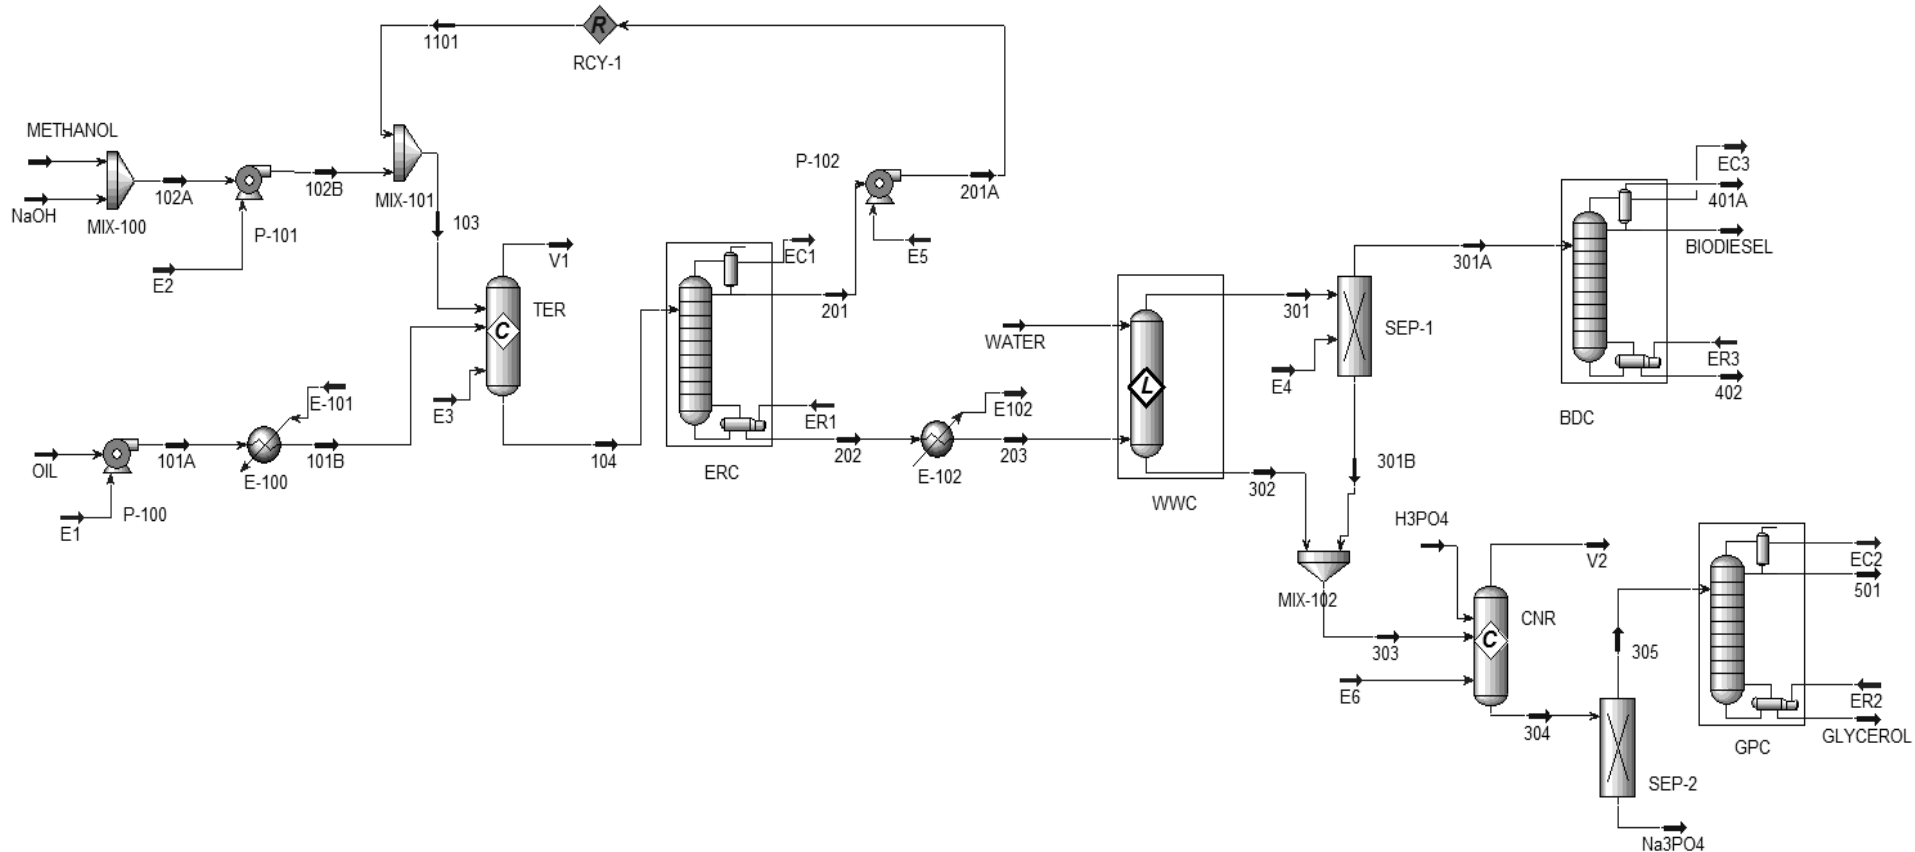 1101
R
RCY-1
METHANOL
NaOH
MIX-100
102A
102B
P-101
E2
MIX-101
103
V1
TER
C
E3
OIL
101A
P-100
E1
E-101
E-100
101B
104
EC1
201
ER1
ERC
P-102
201A
E5
202
E102
E-102
203
WATER
L
WWC
301
302
E4
SEP-1
301A
301B
EC3
401A
BIODIESEL
ER3
402
BDC
MIX-102
H3PO4
V2
CNR
C
303
E6
304
305
SEP-2
Na3PO4
EC2
501
ER2
GLYCEROL
GPC